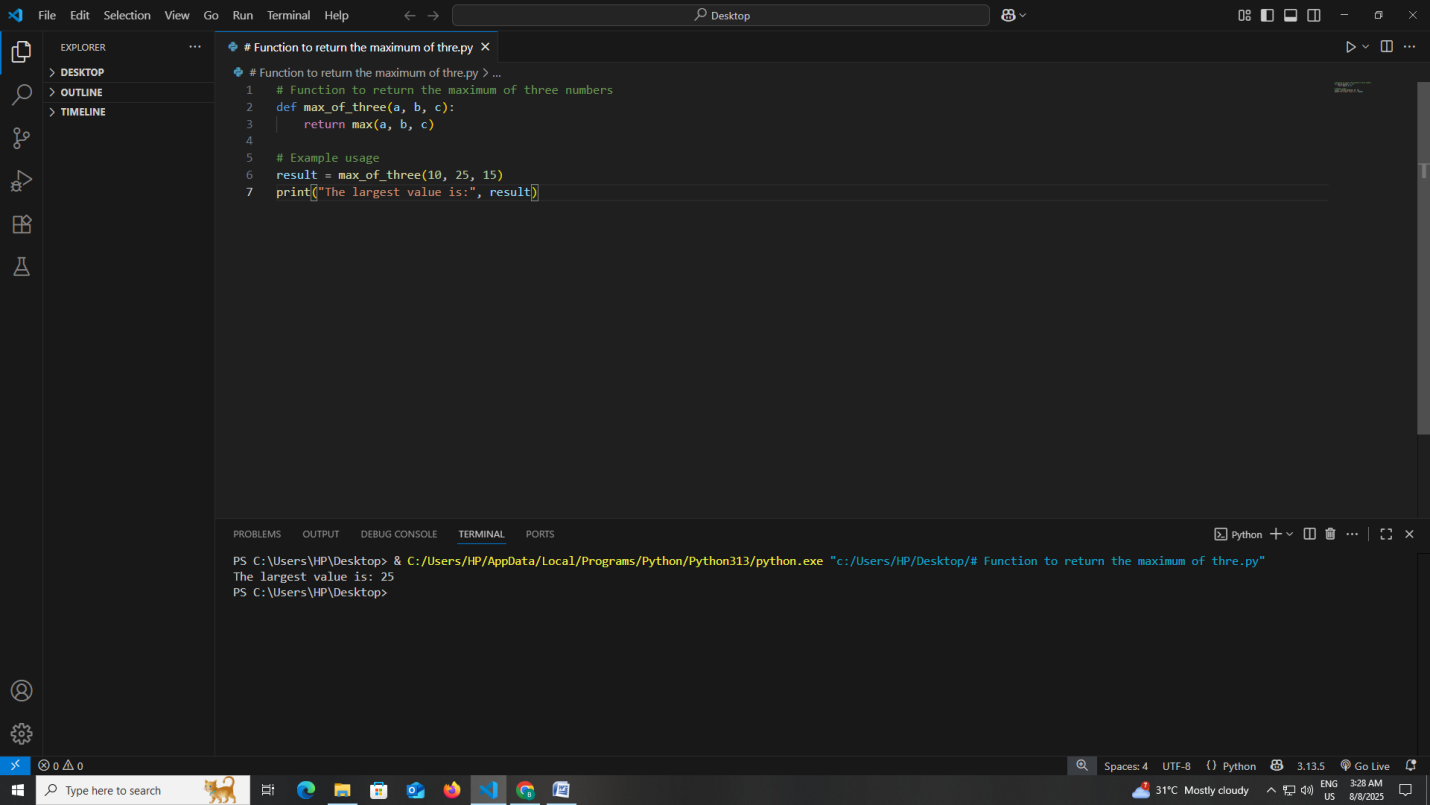 File Edit Selection View Go Run Terminal Help
Desktop
EXPLORER
DESKTOP
OUTLINE
TIMELINE
# Function to return the maximum of thre.py
# Function to return the maximum of thre.py > ...
1 # Function to return the maximum of three numbers
2 def max_of_three(a, b, c):
3     return max(a, b, c)
4
5 # Example usage
6 result = max_of_three(10, 25, 15)
7 print("The largest value is:", result)
PROBLEMS OUTPUT DEBUG CONSOLE TERMINAL PORTS
Python
PS C:\Users\HP\Desktop> & C:/Users/HP/AppData/Local/Programs/Python/Python313/python.exe "c:/Users/HP/Desktop/# Function to return the maximum of thre.py"
The largest value is: 25
PS C:\Users\HP\Desktop>
0 0 Spaces: 4 UTF-8 {} Python 3.13.5 Go Live
Type here to search
31°C Mostly cloudy
ENG
US
3:28 AM
8/8/2025